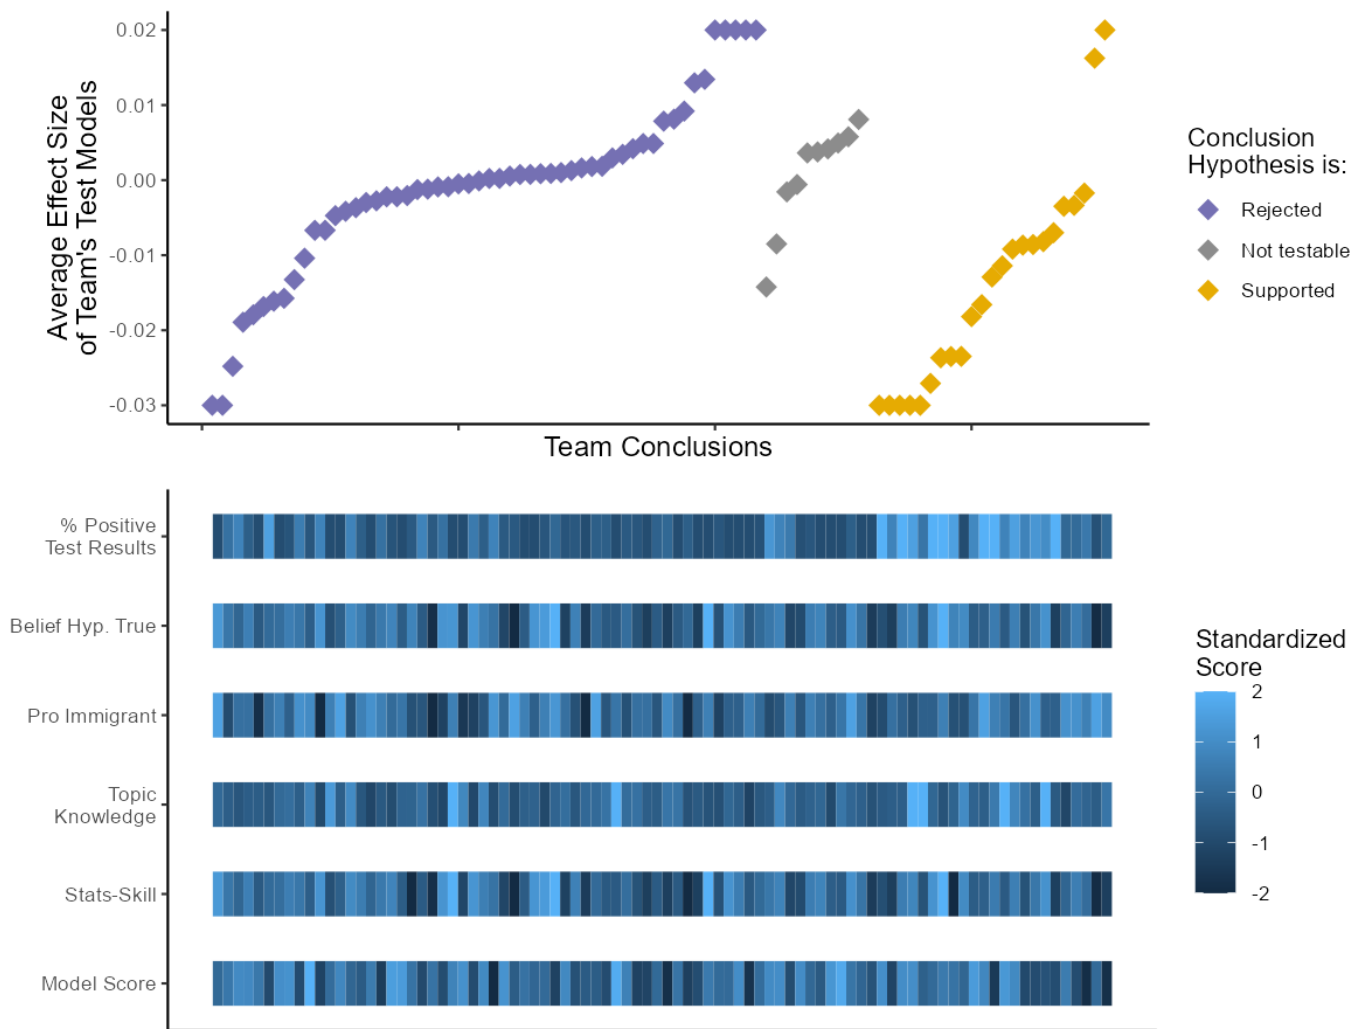 Average Effect Size
of Team's Test Models
0.02
0.01
0.00
-0.01
-0.02
-0.03
Team Conclusions
Conclusion
Hypothesis is:
Rejected
Not testable
Supported
% Positive
Test Results
Belief Hyp. True
Pro Immigrant
Topic
Knowledge
Stats-Skill
Model Score
Standardized
Score
2
1
0
-1
-2